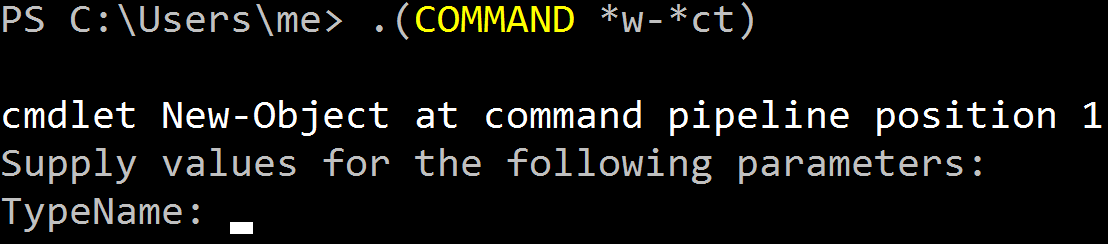 PS C:\Users\me> .(COMMAND *w-*ct)
cmdlet New-Object at command pipeline position 1
Supply values for the following parameters:
TypeName: